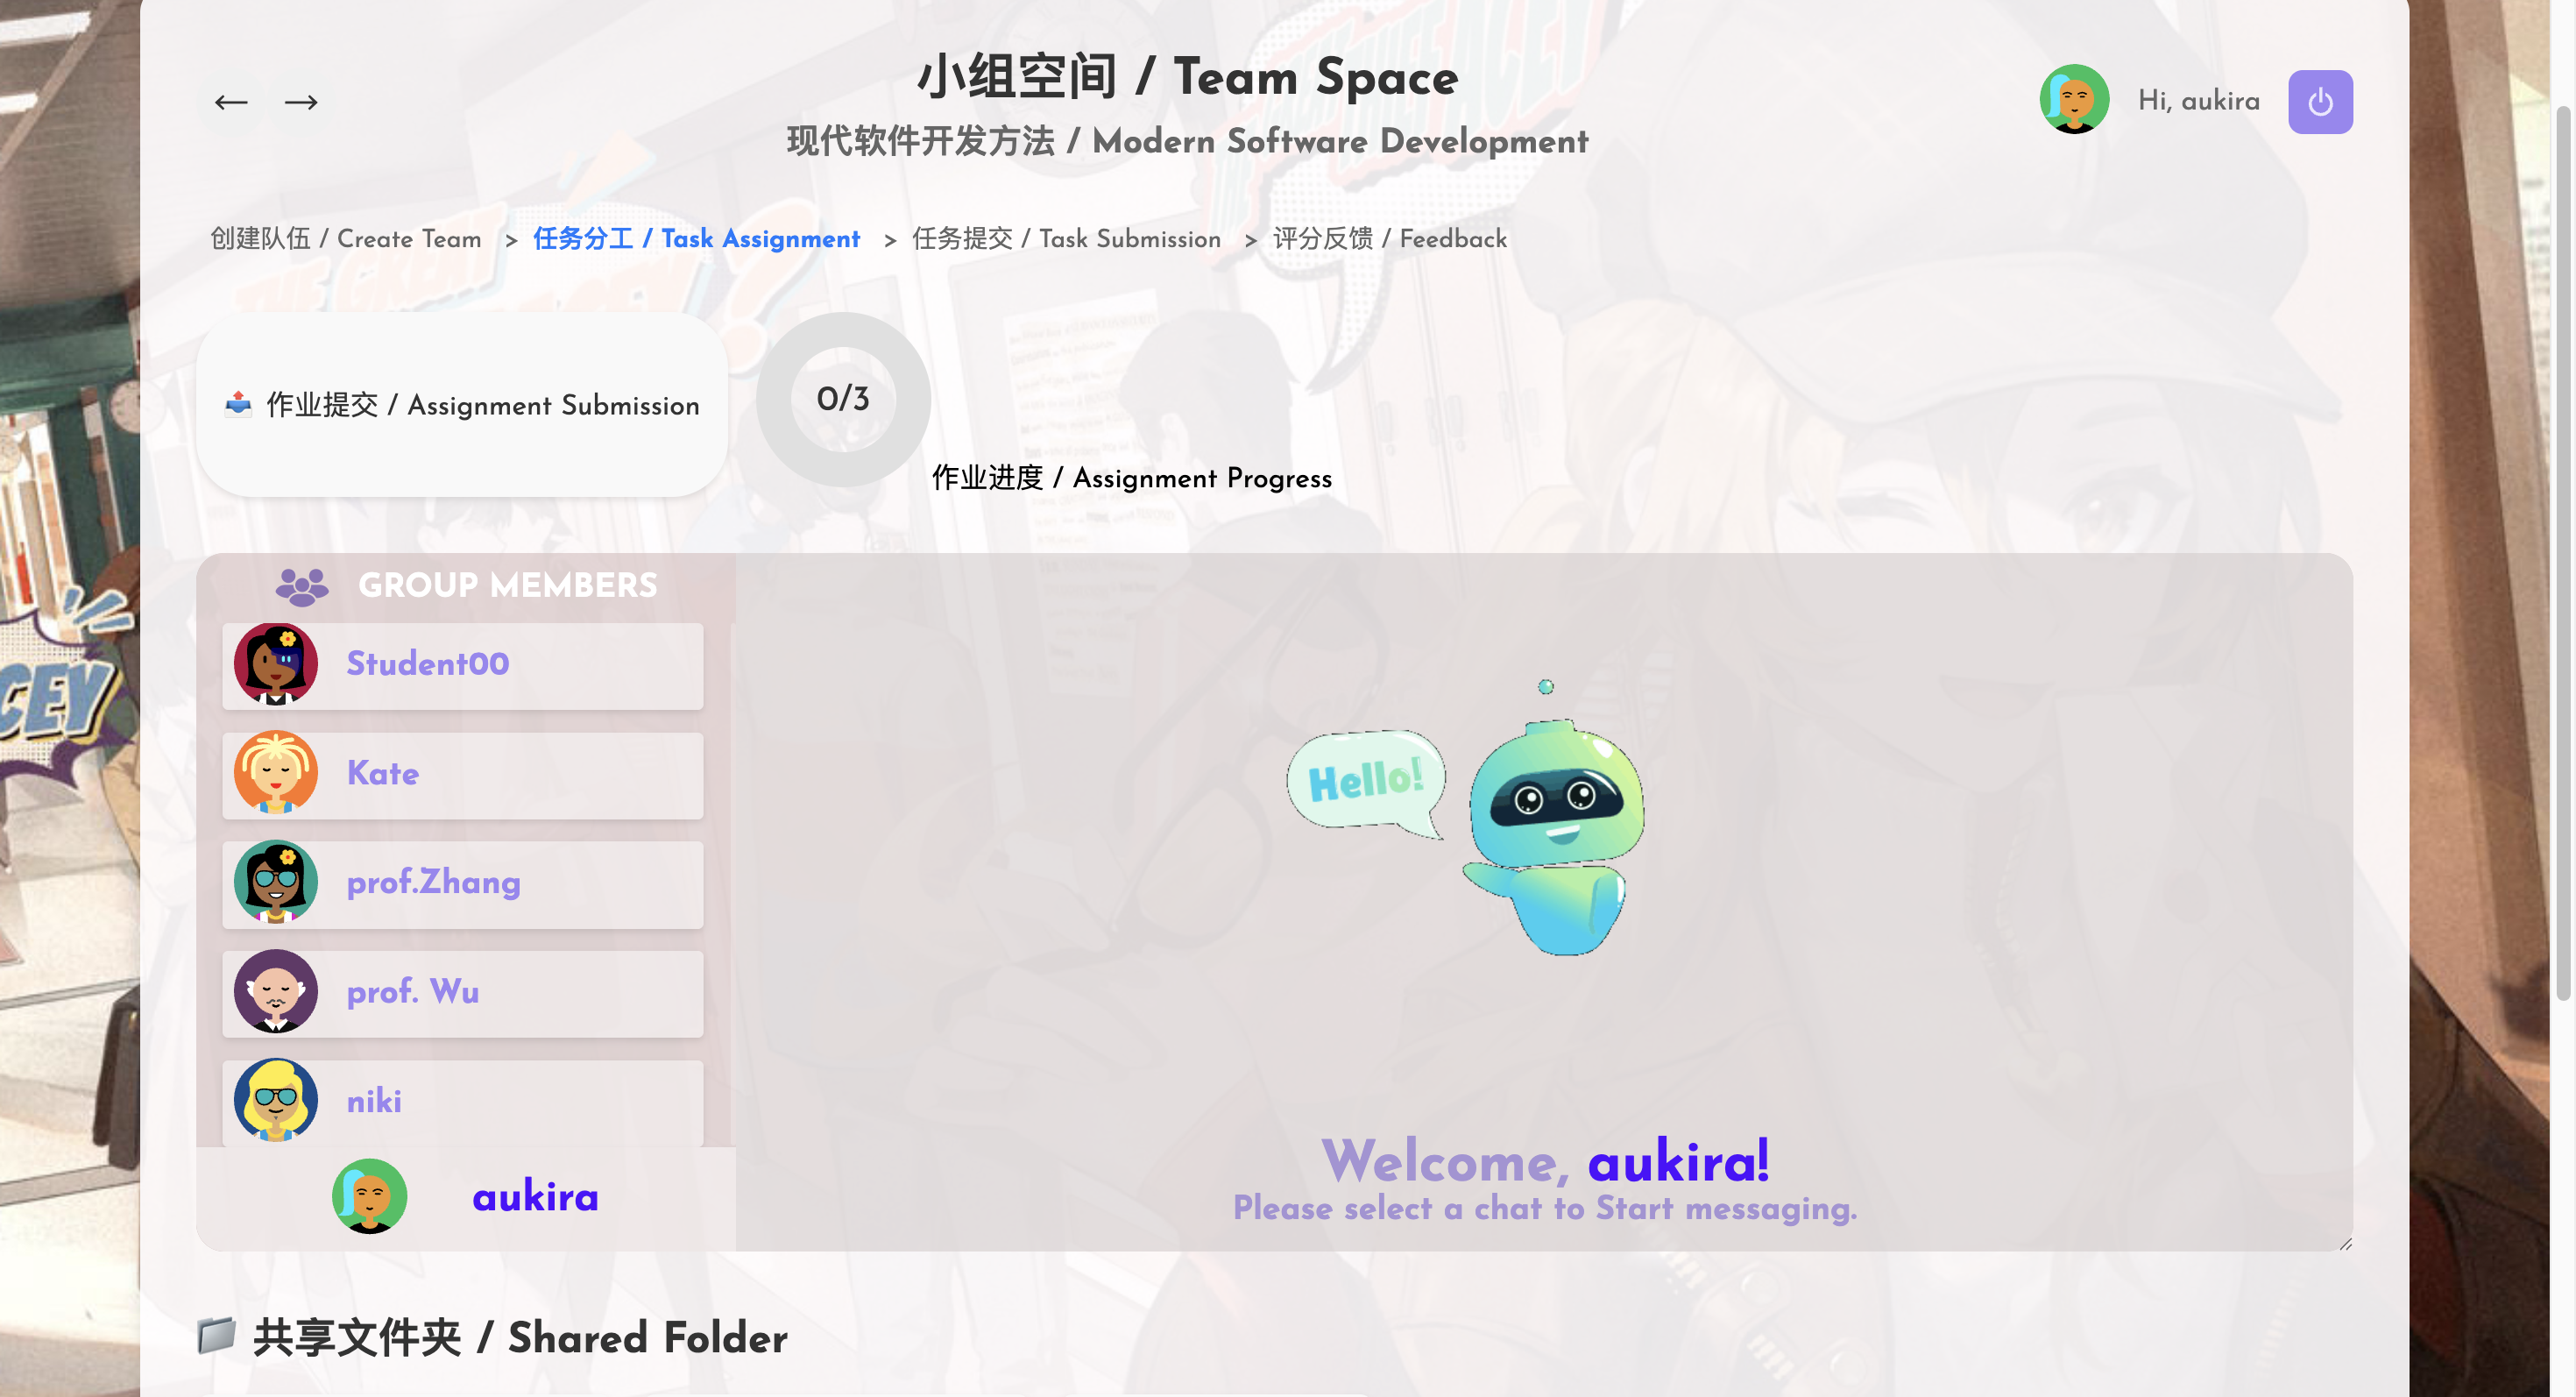 小组空间 / Team Space
现代软件开发方法 / Modern Software Development
Hi, aukira
创建队伍 / Create Team > 任务分工 / Task Assignment > 任务提交 / Task Submission > 评分反馈 / Feedback
作业提交 / Assignment Submission
0/3
作业进度 / Assignment Progress
GROUP MEMBERS
Student00
Kate
prof.Zhang
prof. Wu
niki
aukira
Hello!
Welcome, aukira!
Please select a chat to Start messaging.
CEY
THE GREAT
共享文件夹 / Shared Folder